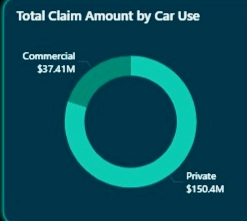 Total Claim Amount by Car Use
Commercial
$37.41M
Private
$150.4M